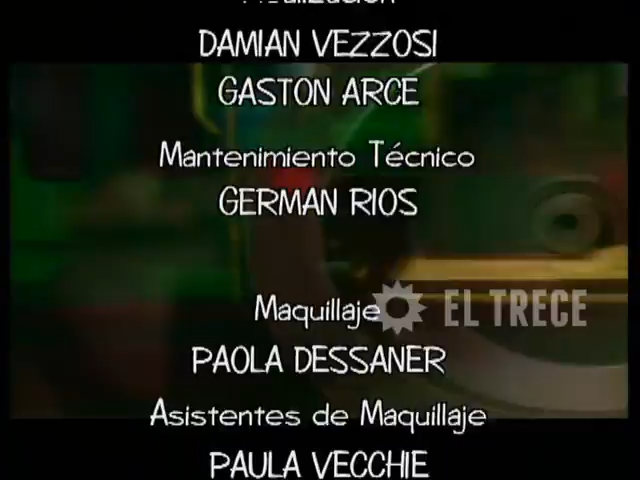 DAMIAN VEZZOSI
GASTON ARCE
Mantenimiento Técnico
GERMAN RIOS
Maquillaje
EL TRECE
PAOLA DESSANER
Asistentes de Maquillaje
PAULA VECCHIE